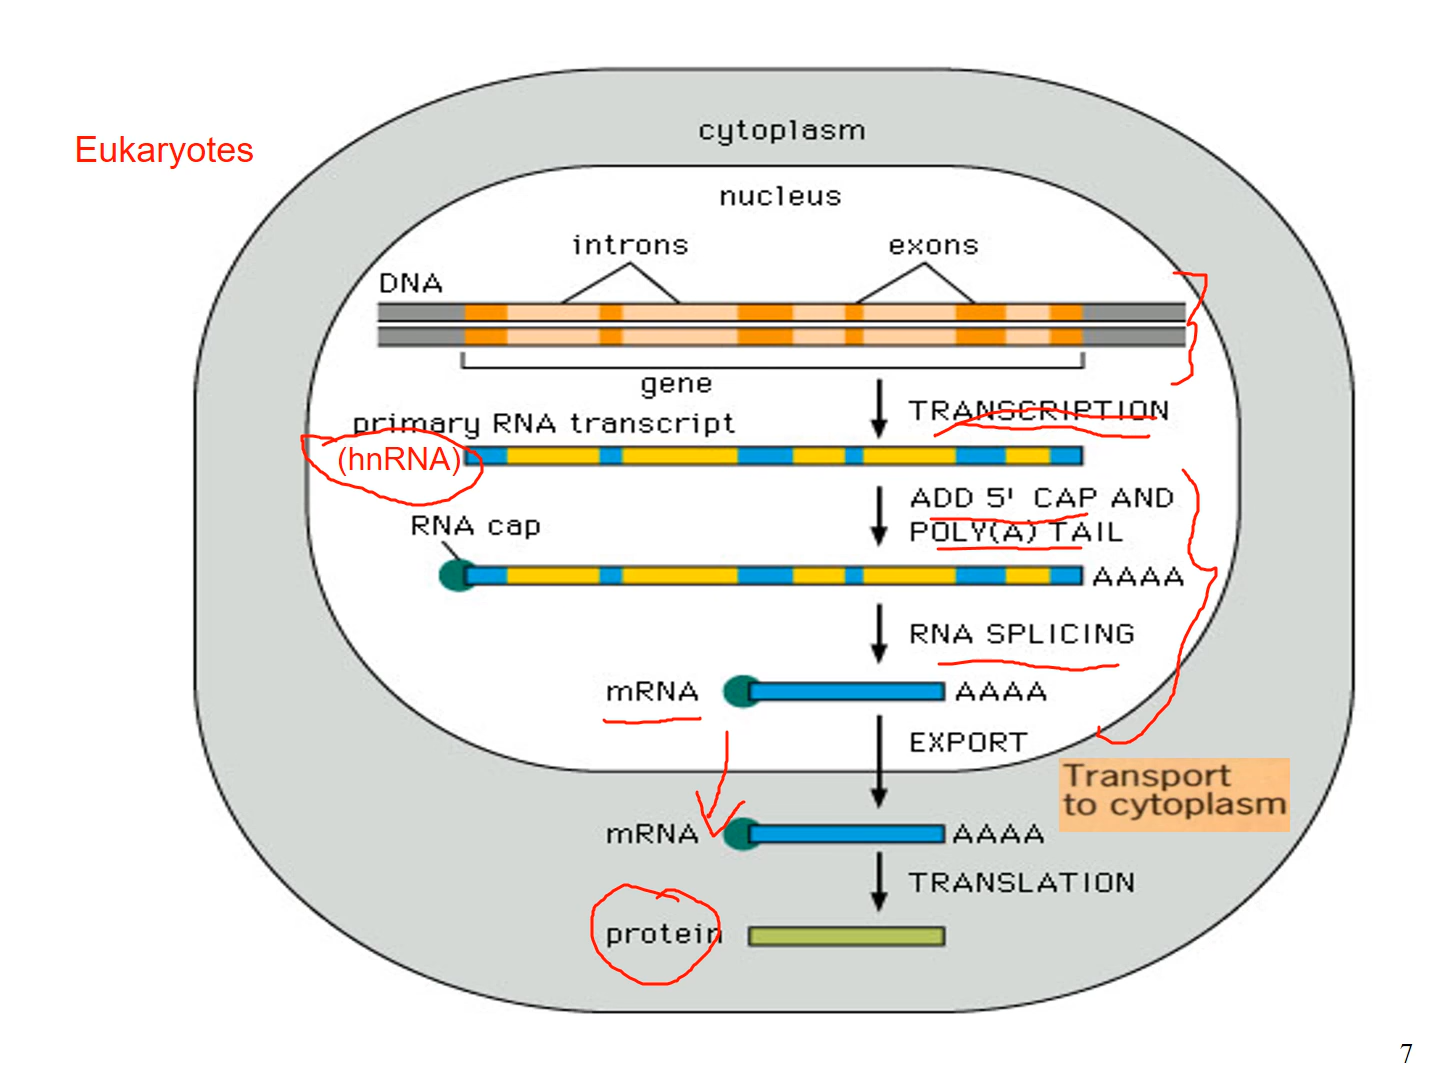 Eukaryotes
cytoplasm
nucleus
introns
exons
DNA
gene
TRANSCRIPTION
primary RNA transcript
(hnRNA)
ADD 5' CAP AND
POLY(A) TAIL
RNA cap
AAAA
RNA SPLICING
mRNA
AAAA
EXPORT
Transport
to cytoplasm
mRNA
AAAA
TRANSLATION
protein
7